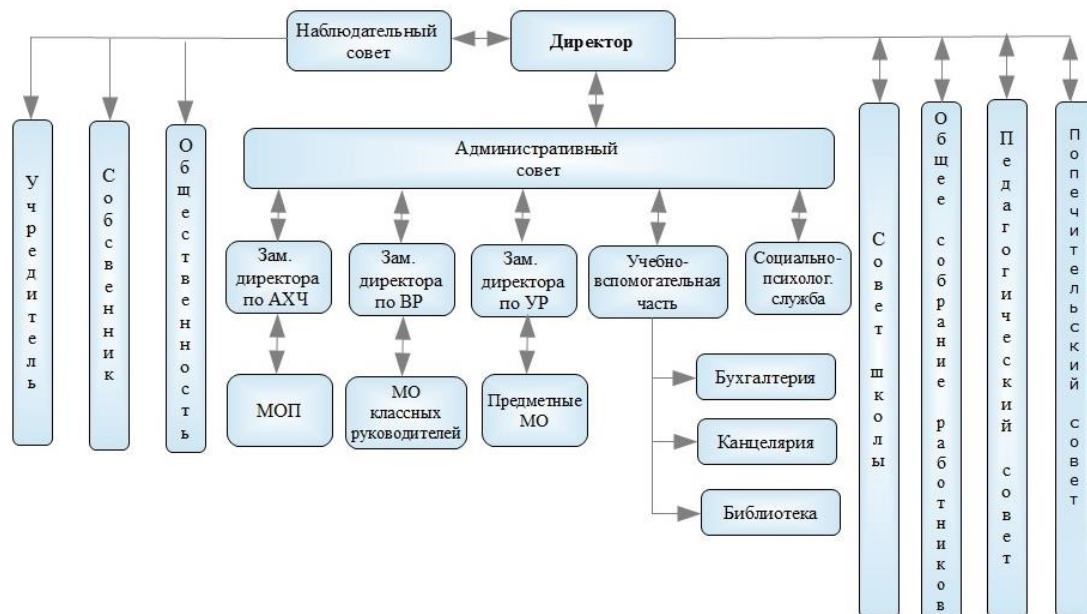 Наблюдательный
совет
Директор
Учредитель
Собсвенник
Общественность
Административный
совет
Зам.
директора
по АХЧ
Зам.
директора
по ВР
Зам.
директора
по УР
Учебно-
вспомогательная
часть
Социально-
психолог.
служба
МОП
МО
классных
руководителей
Предметные
МО
Бухгалтерия
Канцелярия
Библиотека
Совет школы
Общее собрание работников
Педагогический совет
Попечительский совет